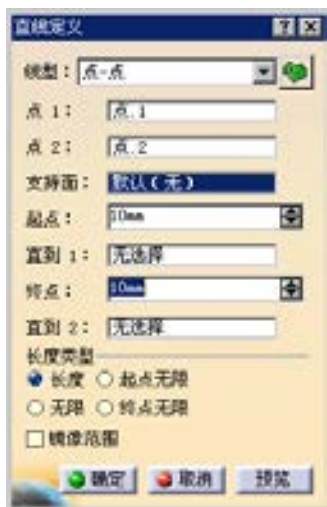 直线定义
线型： 点-点
点 1： 点.1
点 2： 点.2
支持面： 默认(无)
起点： 10mm
直到 1： 无选择
终点： 10mm
直到 2： 无选择
长度类型
长度 起点无限
无限 终点无限
镜像范围
确定 取消 预览